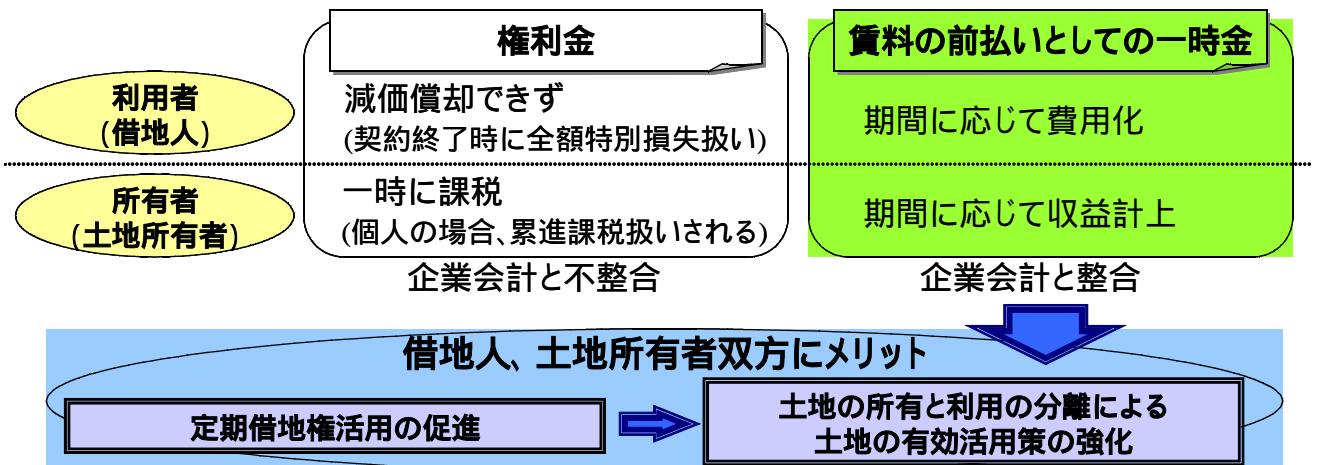 権利金
賃料の前払いとしての一時金
利用者
(借地人)
減価償却できず
(契約終了時に全額特別損失扱い)
期間に応じて費用化
所有者
(土地所有者)
一時に課税
(個人の場合、累進課税扱いされる)
期間に応じて収益計上
企業会計と不整合
企業会計と整合
借地人、土地所有者双方にメリット
定期借地権活用の促進
土地の所有と利用の分離による
土地の有効活用策の強化